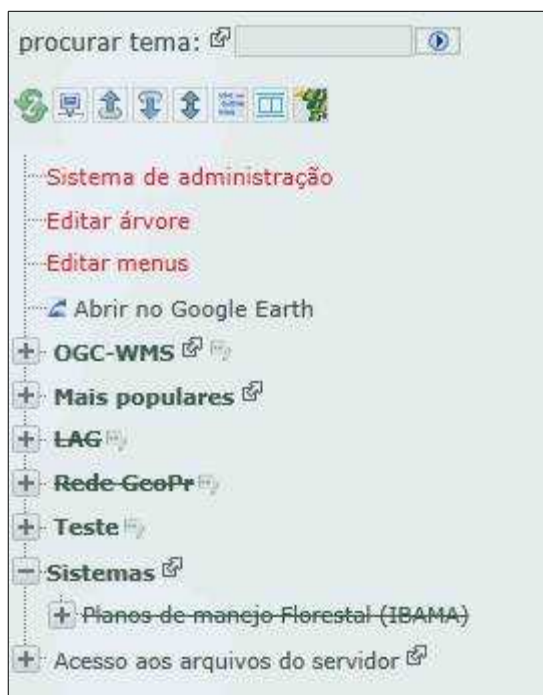 procurar tema:
Sistema de administração
Editar árvore
Editar menus
Abrir no Google Earth
OGC-WMS
Mais populares
LAG
Rede GeoPr
Teste
Sistemas
Planos de manejo Florestal (IBAMA)
Acesso aos arquivos do servidor